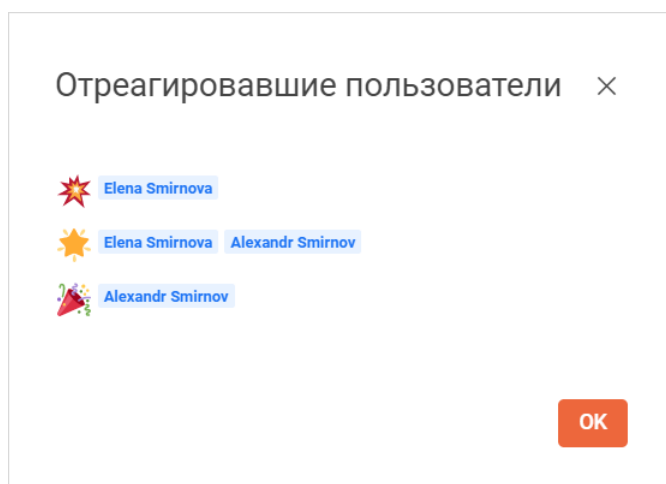 Отреагировавшие пользователи
Elena Smirnova
Elena Smirnova Alexandr Smirnov
Alexandr Smirnov
OK